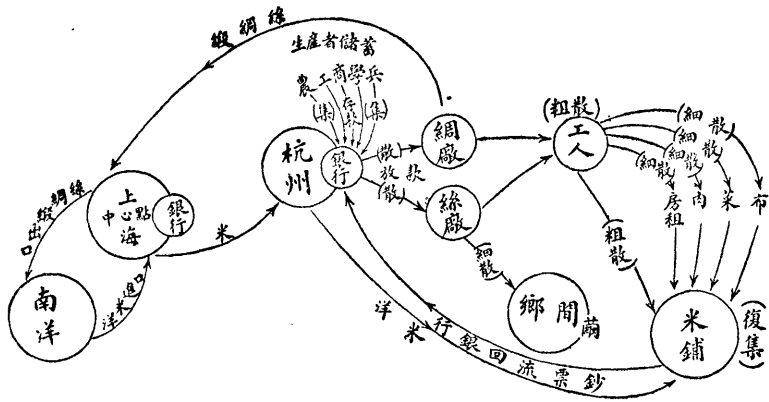 緞綢絲
生產者儲蓄
農工商學兵
(集)
存款
(集)
(粗散)
杭州
銀行
(散)
放款
(散)
綢廠
工人
(細散)
(細散)
(細散)
(細散)
房租
肉
菜
布
上海
中心點
銀行
米
絲廠
(細散)
(粗散)
綢緞絲出口
南洋
洋米進口
鄉間
繭
米鋪
(復集)
洋米
行銀回流票鈔